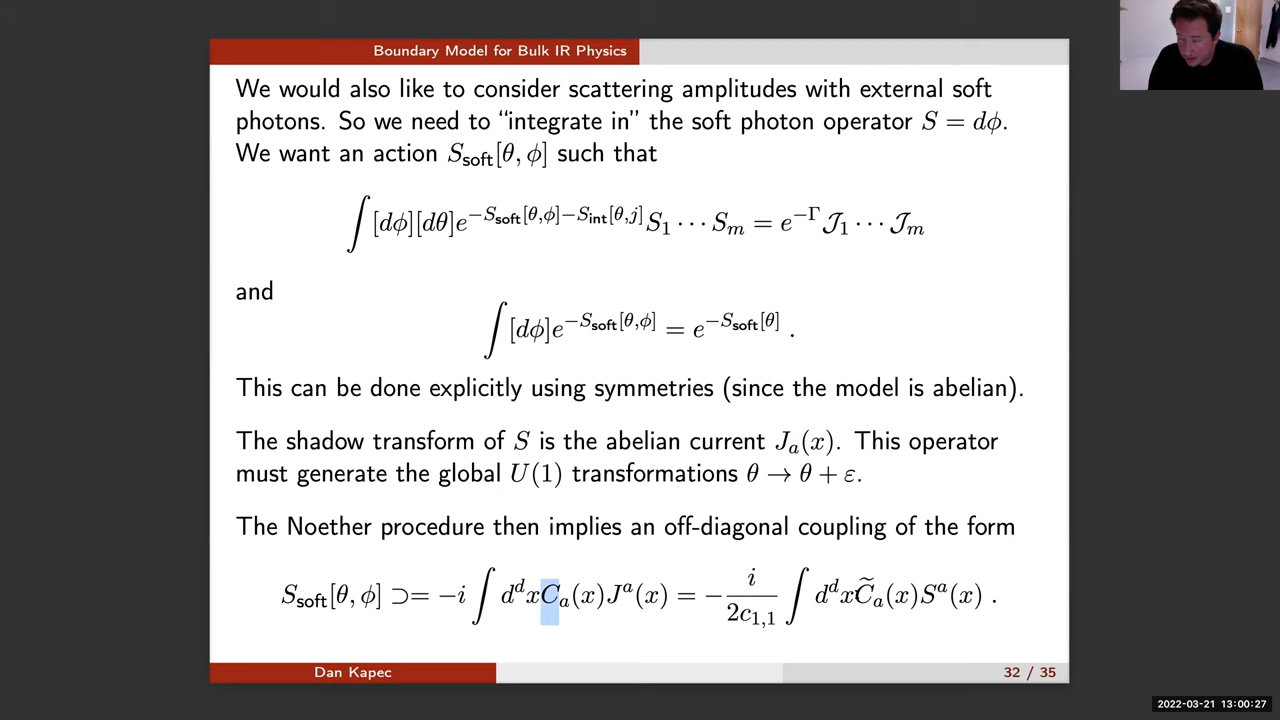 Boundary Model for Bulk IR Physics
We would also like to consider scattering amplitudes with external soft
photons. So we need to “integrate in” the soft photon operator S = dϕ.
We want an action S_soft[θ, ϕ] such that
∫[dϕ][dθ]e^{−S_soft[θ,ϕ]−S_int[θ,j]} S_1 ··· S_m = e^{−Γ} 𝒥_1 ··· 𝒥_m
and
∫[dϕ]e^{−S_soft[θ,ϕ]} = e^{−S_soft[θ]} .
This can be done explicitly using symmetries (since the model is abelian).
The shadow transform of S is the abelian current J_a(x). This operator
must generate the global U(1) transformations θ → θ + ε.
The Noether procedure then implies an off-diagonal coupling of the form
S_soft[θ, ϕ] ⊃= −i ∫ d^d x C_a(x)J^a(x) = −\frac{i}{2c_{1,1}} ∫ d^d x \widetilde{C}_a(x)S^a(x) .
Dan Kapec
32 / 35
2022-03-21 13:00:27